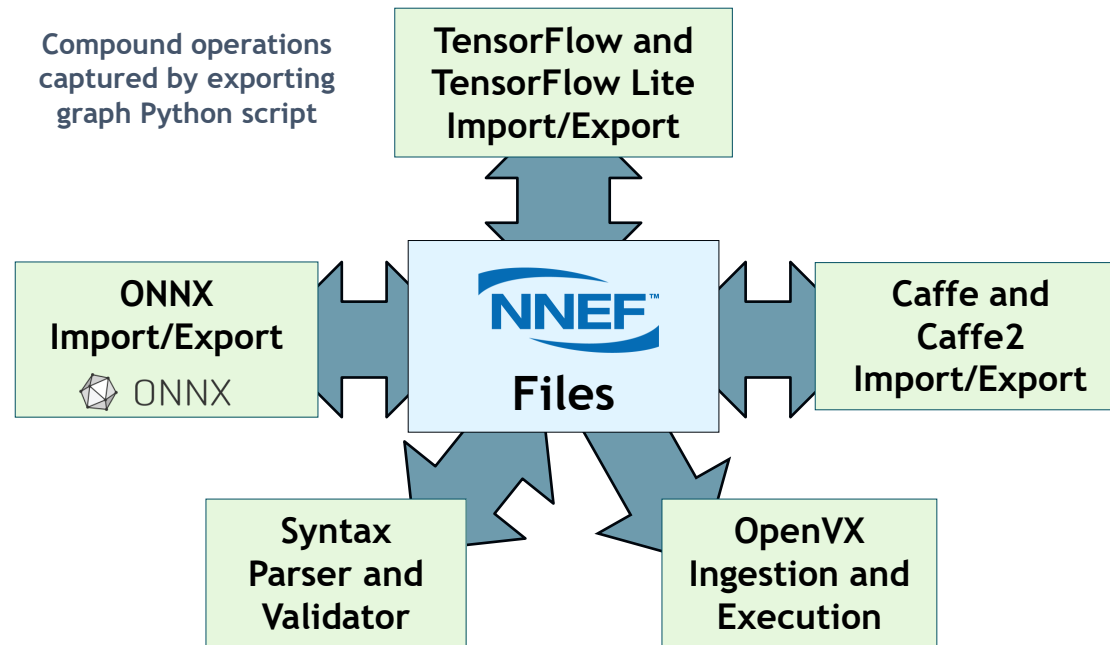 Compound operations
captured by exporting
graph Python script
TensorFlow and
TensorFlow Lite
Import/Export
ONNX
Import/Export
ONNX
NNEF™
Files
Caffe and
Caffe2
Import/Export
Syntax
Parser and
Validator
OpenVX
Ingestion and
Execution